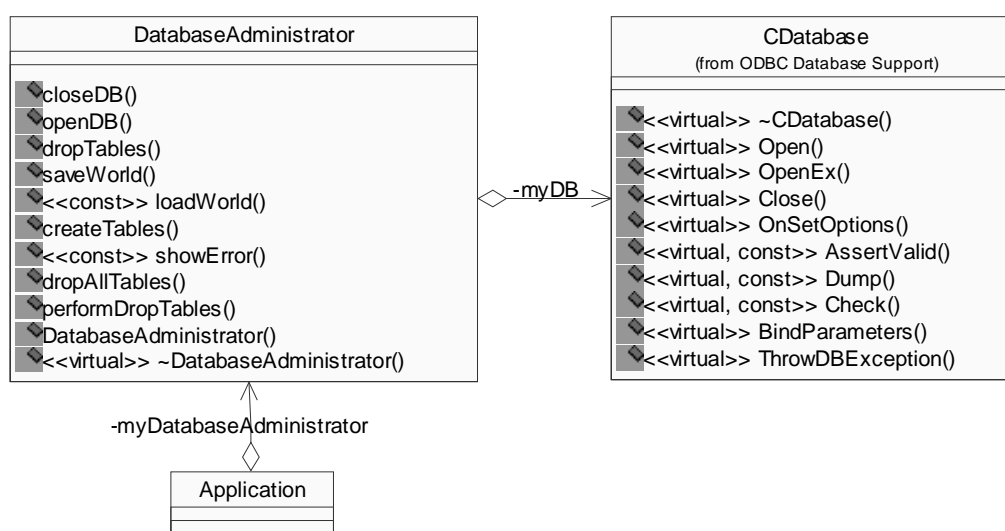 DatabaseAdministrator
closeDB()
openDB()
dropTables()
saveWorld()
<<const>> loadWorld()
createTables()
<<const>> showError()
dropAllTables()
performDropTables()
DatabaseAdministrator()
<<virtual>> ~DatabaseAdministrator()
-myDB
CDatabase
(from ODBC Database Support)
<<virtual>> ~CDatabase()
<<virtual>> Open()
<<virtual>> OpenEx()
<<virtual>> Close()
<<virtual>> OnSetOptions()
<<virtual, const>> AssertValid()
<<virtual, const>> Dump()
<<virtual, const>> Check()
<<virtual>> BindParameters()
<<virtual>> ThrowDBException()
-myDatabaseAdministrator
Application